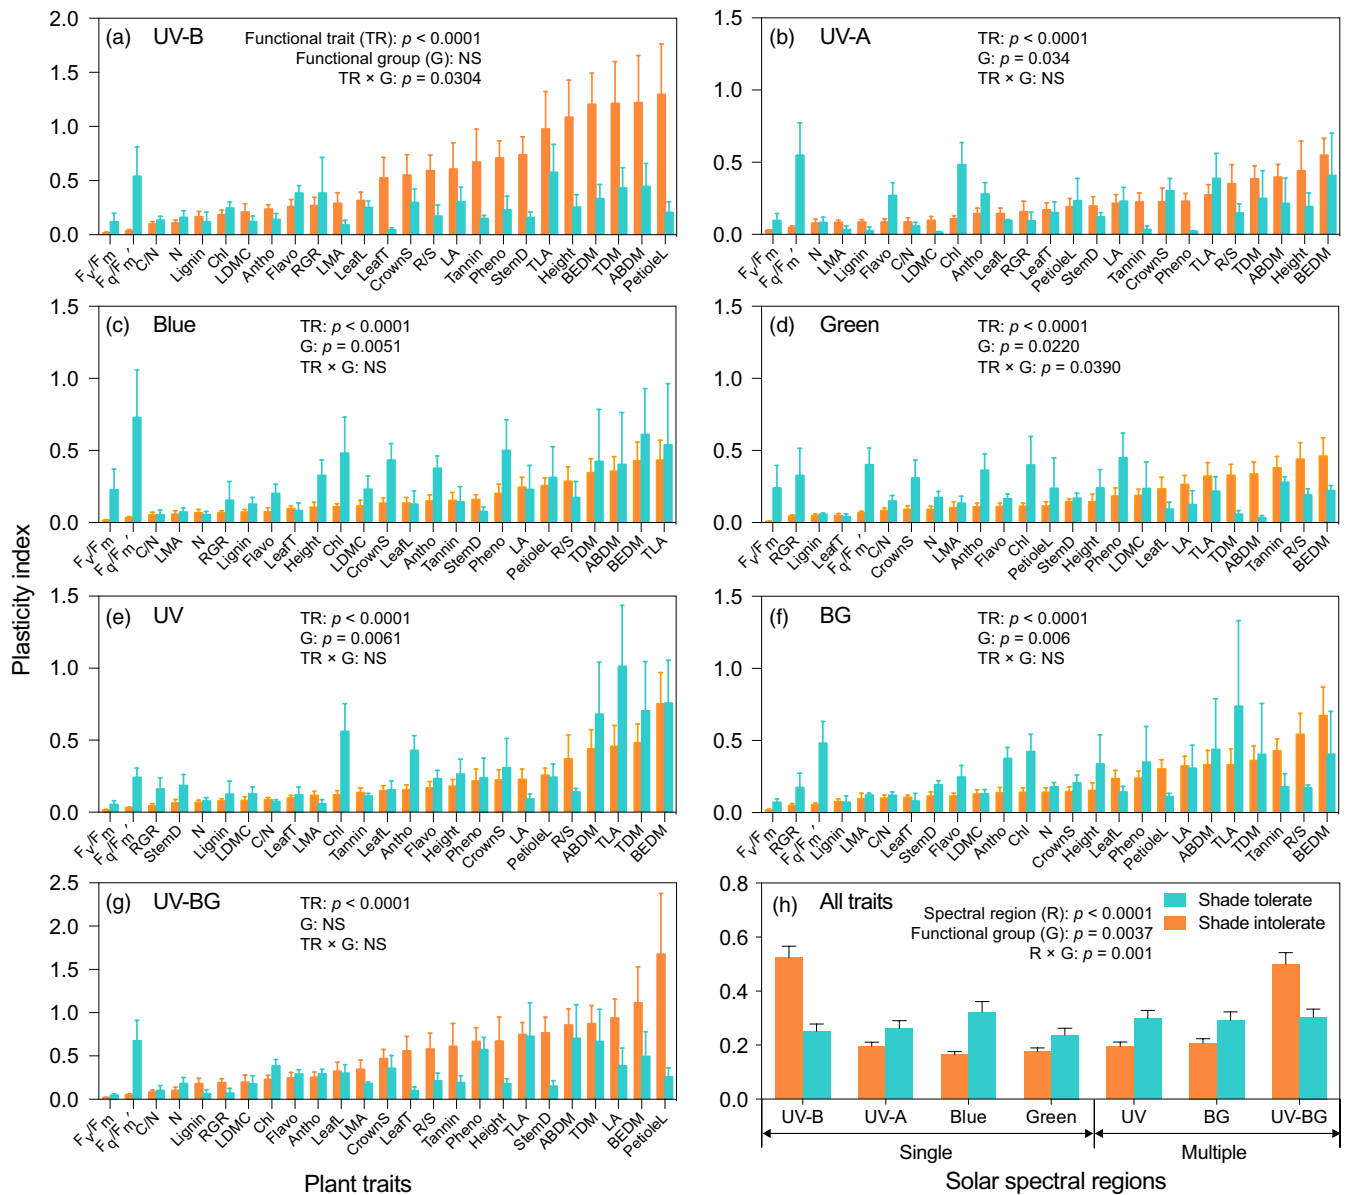 Plasticity index
(a) UV-B
Functional trait (TR): p < 0.0001
Functional group (G): NS
TR × G: p = 0.0304
2.0
1.5
1.0
0.5
0.0
Fv/Fm Fq'/Fm' C/N N Lignin Chl LDMC Antho Flavo RGR LMA LeafL LeafT CrownS R/S LA Tannin Pheno StemD TLA Height BEDM TDM ABDM PetioleL
(b) UV-A
TR: p < 0.0001
G: p = 0.034
TR × G: NS
1.5
1.0
0.5
0.0
Fv/Fm Fq'/Fm' N LMA Lignin Flavo C/N LDMC Chl Antho LeafL RGR LeafT PetioleL StemD LA Tannin CrownS Pheno TLA R/S TDM ABDM Height BEDM
(c) Blue
TR: p < 0.0001
G: p = 0.0051
TR × G: NS
1.5
1.0
0.5
0.0
Fv/Fm Fq'/Fm' C/N LMA N RGR Lignin Flavo LeafT Height Chl LDMC CrownS LeafL Antho Tannin StemD Pheno LA PetioleL R/S TDM ABDM BEDM TLA
(d) Green
TR: p < 0.0001
G: p = 0.0220
TR × G: p = 0.0390
1.5
1.0
0.5
0.0
Fv/Fm RGR Lignin LeafT Fq'/Fm' C/N CrownS N LMA Antho Flavo Chl PetioleL StemD Height Pheno LDMC LeafL LA TLA TDM ABDM Tannin R/S BEDM
(e) UV
TR: p < 0.0001
G: p = 0.0061
TR × G: NS
1.5
1.0
0.5
0.0
Fv/Fm Fq'/Fm' RGR StemD N Lignin LDMC C/N LeafT LMA Chl Tannin LeafL Antho Flavo Height Pheno CrownS LA PetioleL R/S ABDM TLA TDM BEDM
(f) BG
TR: p < 0.0001
G: p = 0.006
TR × G: NS
1.5
1.0
0.5
0.0
Fv/Fm RGR Fq'/Fm' Lignin LMA C/N LeafT StemD Flavo LDMC Antho Chl N CrownS Height LeafL Pheno PetioleL LA ABDM TLA TDM Tannin R/S BEDM
(g) UV-BG
TR: p < 0.0001
G: NS
TR × G: NS
2.5
2.0
1.5
1.0
0.5
0.0
Fv/Fm Fq'/Fm' C/N N Lignin RGR LDMC Chl Flavo Antho LeafL LMA CrownS LeafT R/S Tannin Pheno Height TLA StemD ABDM TDM LA BEDM PetioleL
Plant traits
(h) All traits
Spectral region (R): p < 0.0001
Functional group (G): p = 0.0037
R × G: p = 0.001
Shade tolerate
Shade intolerate
0.8
0.6
0.4
0.2
0.0
UV-B UV-A Blue Green UV BG UV-BG
Single Multiple
Solar spectral regions